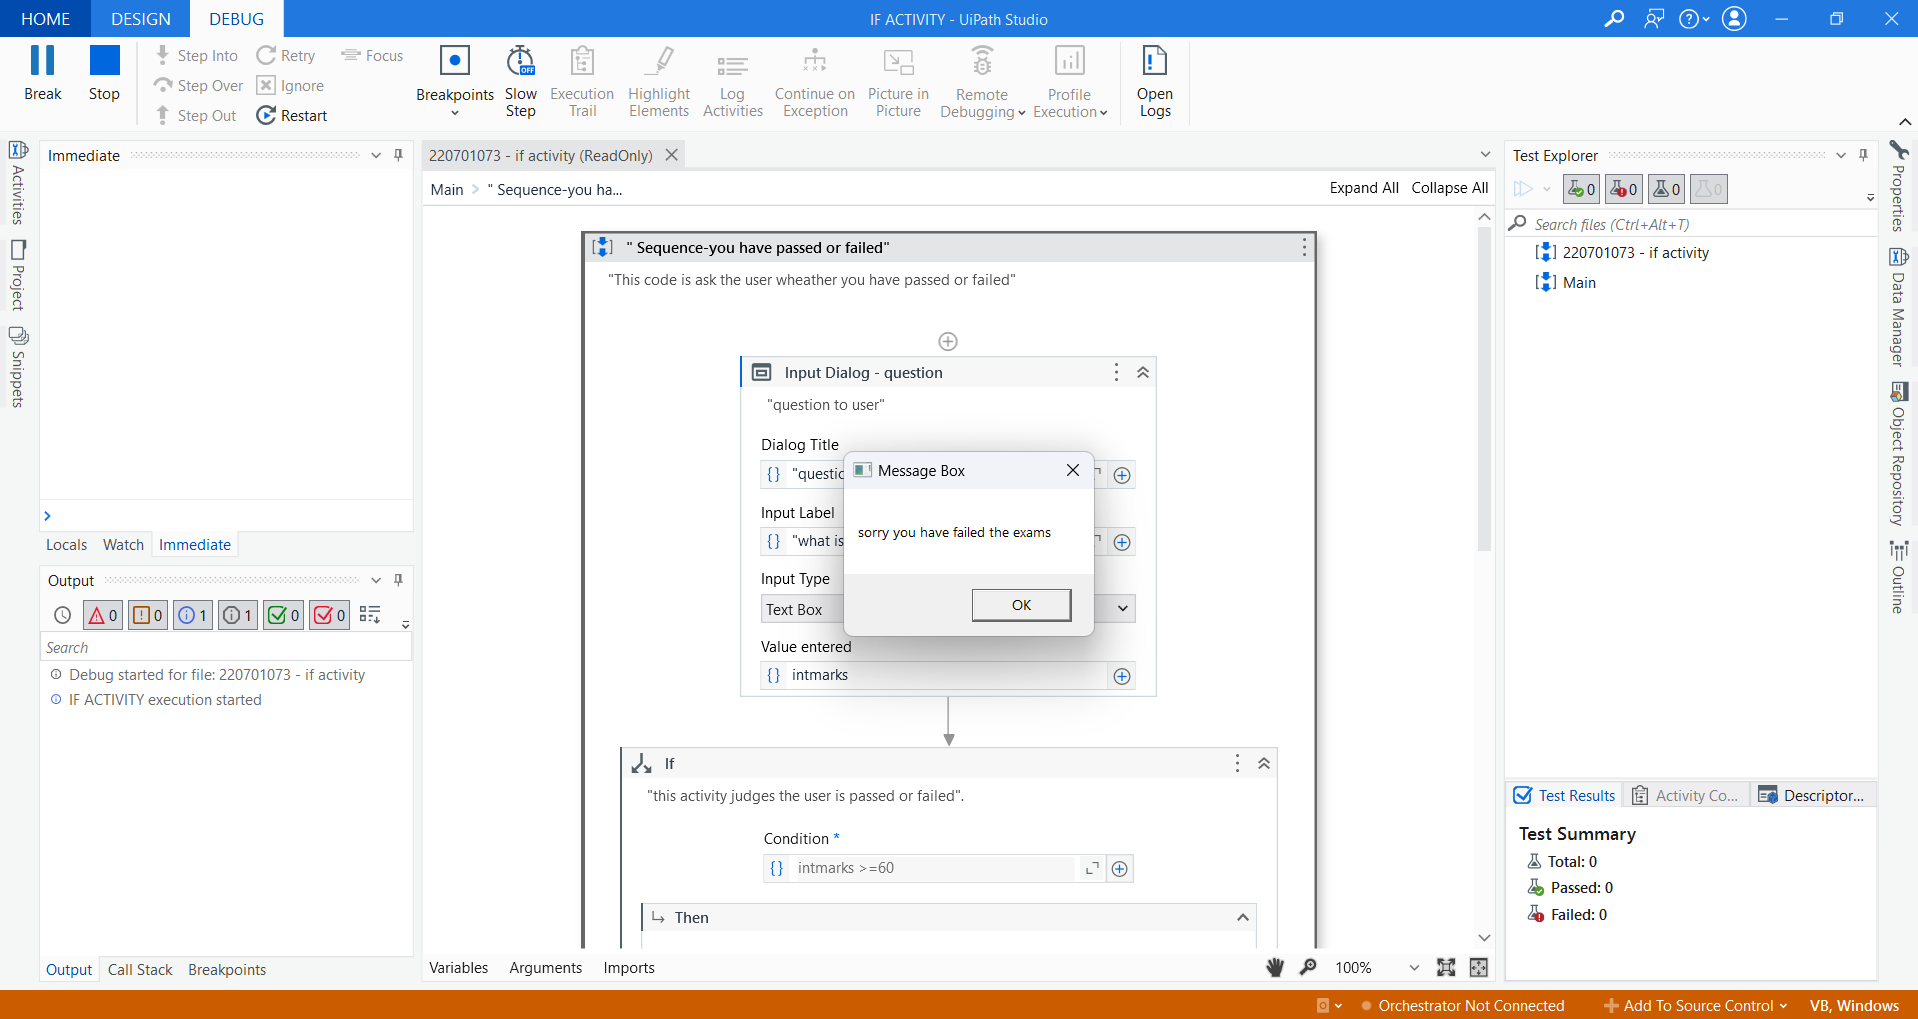 HOME DESIGN DEBUG IF ACTIVITY - UiPath Studio
Break
Stop
Step Into
Step Over
Step Out
Retry
Ignore
Restart
Focus
Breakpoints
Slow
Step
OFF
Execution
Trail
Highlight
Elements
Log
Activities
Continue on
Exception
Picture in
Picture
Remote
Debugging
Profile
Execution
Open
Logs
Activities
Project
Snippets
Immediate
Locals Watch Immediate
Output
0 0 1 1 0 0
Search
Debug started for file: 220701073 - if activity
IF ACTIVITY execution started
Output Call Stack Breakpoints
220701073 - if activity (ReadOnly)
Main > " Sequence-you ha...
Expand All Collapse All
" Sequence-you have passed or failed"
"This code is ask the user wheather you have passed or failed"
Input Dialog - question
"question to user"
Dialog Title
{} "questio
Input Label
{} "what is
Input Type
Text Box
Value entered
{} intmarks
Message Box
sorry you have failed the exams
OK
If
"this activity judges the user is passed or failed".
Condition *
{} intmarks >=60
Then
Variables Arguments Imports
100%
Test Explorer
0 0 0 0
Search files (Ctrl+Alt+T)
220701073 - if activity
Main
Test Results Activity Co... Descriptor...
Test Summary
Total: 0
Passed: 0
Failed: 0
Properties
Data Manager
Object Repository
Outline
Orchestrator Not Connected Add To Source Control VB, Windows